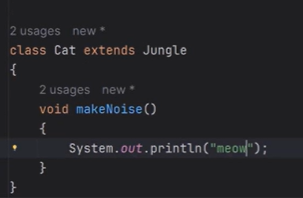 2 usages new *
class Cat extends Jungle
{
2 usages new *
void makeNoise()
{
System.out.println("meow");
}
}